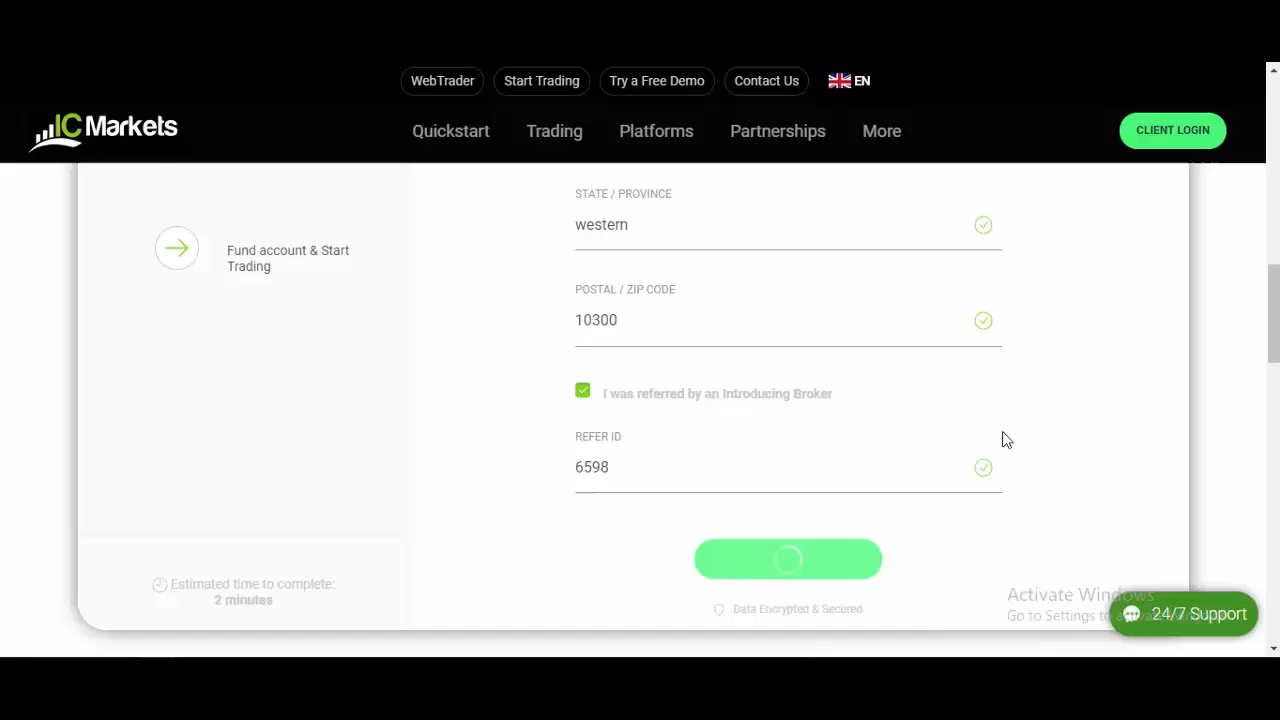 WebTrader
Start Trading
Try a Free Demo
Contact Us
EN
IC Markets
Quickstart
Trading
Platforms
Partnerships
More
CLIENT LOGIN
Fund account & Start
Trading
STATE / PROVINCE
western
POSTAL / ZIP CODE
10300
I was referred by an Introducing Broker
REFER ID
6598
Estimated time to complete:
2 minutes
Data Encrypted & Secured
Activate Windows
Go to Settings to
24/7 Support